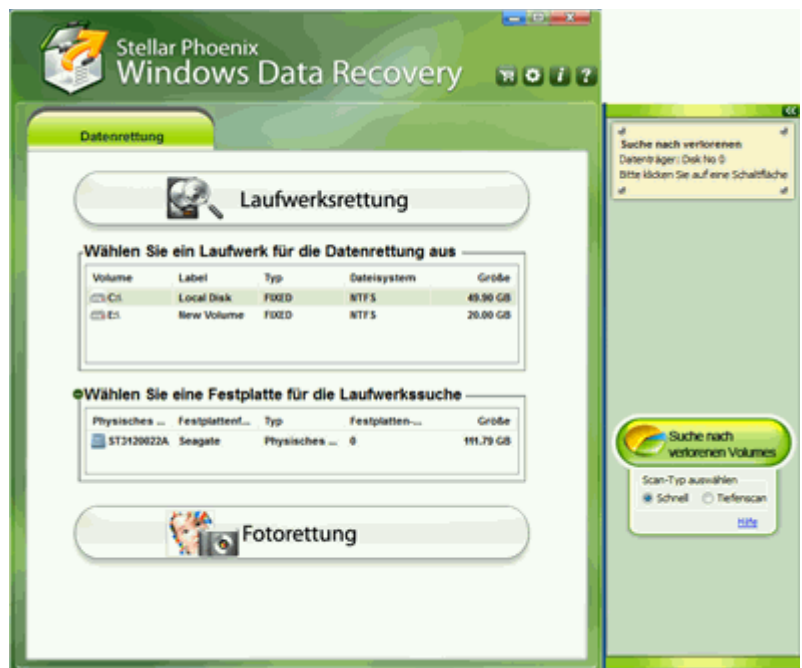 Stellar Phoenix
Windows Data Recovery
Datenrettung
Laufwerksrettung
Wählen Sie ein Laufwerk für die Datenrettung aus
Volume Label Typ Dateisystem Größe
C:\ Local Disk FIXED NTFS 49.90 GB
E:\ New Volume FIXED NTFS 20.00 GB
Wählen Sie eine Festplatte für die Laufwerkssuche
Physisches ... Festplattenf... Typ Festplatten-... Größe
ST3120022A Seagate Physisches ... 0 111.79 GB
Fotorettung
Suche nach verlorenen
Datenträger: Disk No 0
Bitte klicken Sie auf eine Schaltfläche
Suche nach
verlorenen Volumes
Scan-Typ auswählen
Schnell Tiefenscan
Hilfe